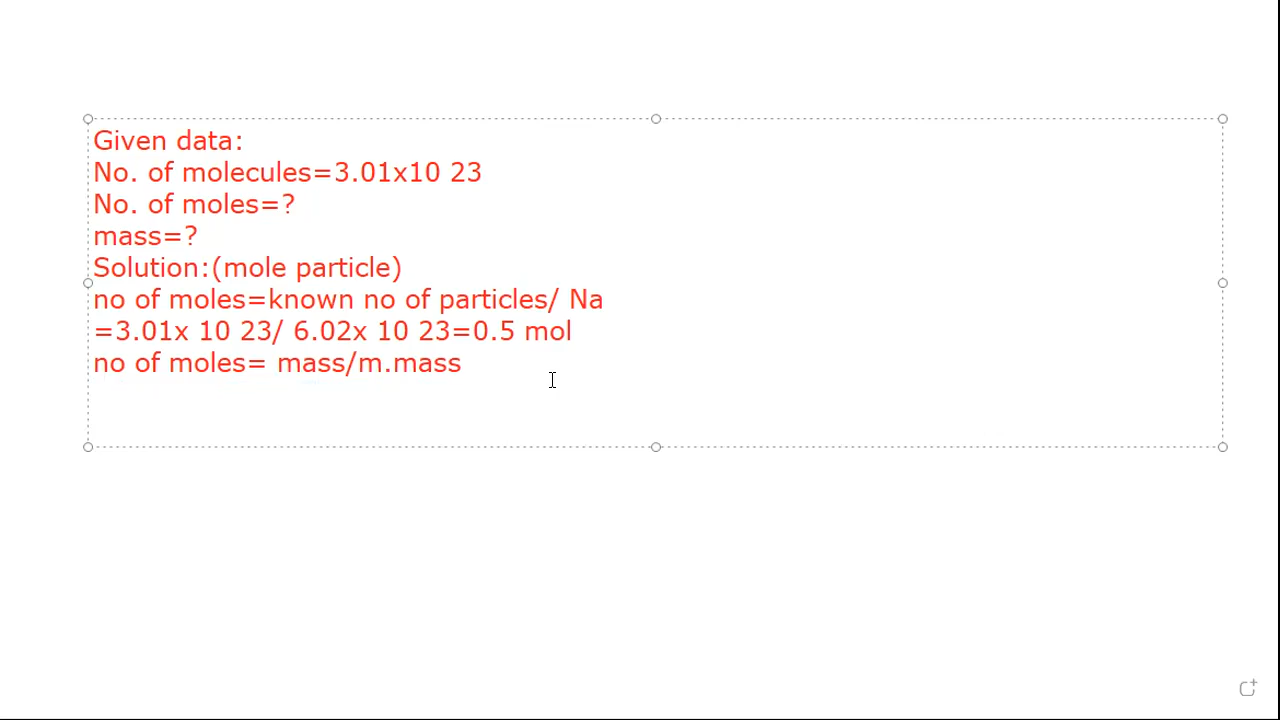 Given data:
No. of molecules=3.01x10 23
No. of moles=?
mass=?
Solution:(mole particle)
no of moles=known no of particles/ Na
=3.01x 10 23/ 6.02x 10 23=0.5 mol
no of moles= mass/m.mass